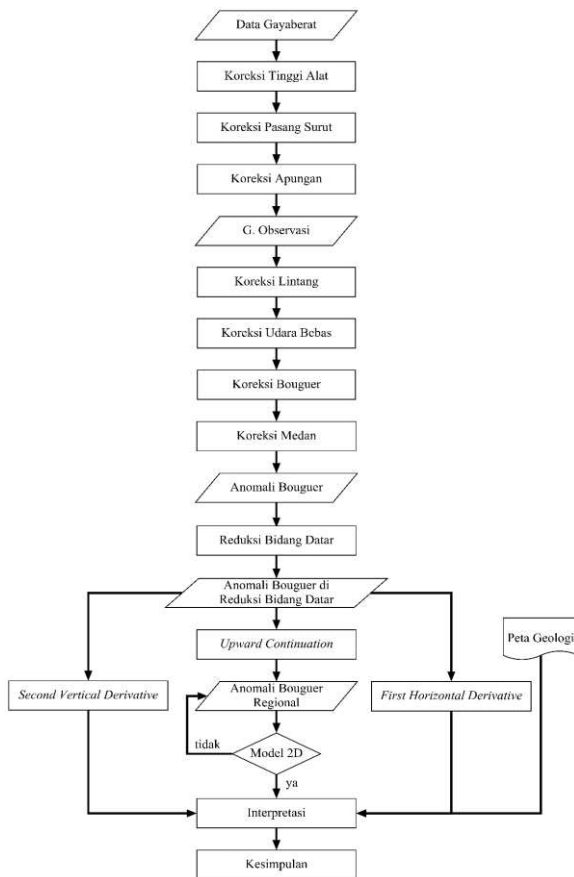 Data Gayaberat
Koreksi Tinggi Alat
Koreksi Pasang Surut
Koreksi Apungan
G. Observasi
Koreksi Lintang
Koreksi Udara Bebas
Koreksi Bouguer
Koreksi Medan
Anomali Bouguer
Reduksi Bidang Datar
Anomali Bouguer di
Reduksi Bidang Datar
Upward Continuation
Peta Geologi
Second Vertical Derivative
Anomali Bouguer
Regional
First Horizontal Derivative
tidak
Model 2D
ya
Interpretasi
Kesimpulan